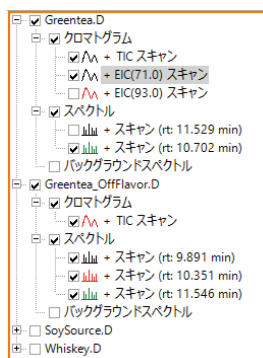 Greentea.D
クロマトグラム
+ TIC スキャン
+ EIC(71.0) スキャン
+ EIC(93.0) スキャン
スペクトル
+ スキャン (rt: 11.529 min)
+ スキャン (rt: 10.702 min)
バックグラウンドスペクトル
Greentea_OffFlavor.D
クロマトグラム
+ TIC スキャン
スペクトル
+ スキャン (rt: 9.891 min)
+ スキャン (rt: 10.351 min)
+ スキャン (rt: 11.546 min)
バックグラウンドスペクトル
SoySource.D
Whiskey.D